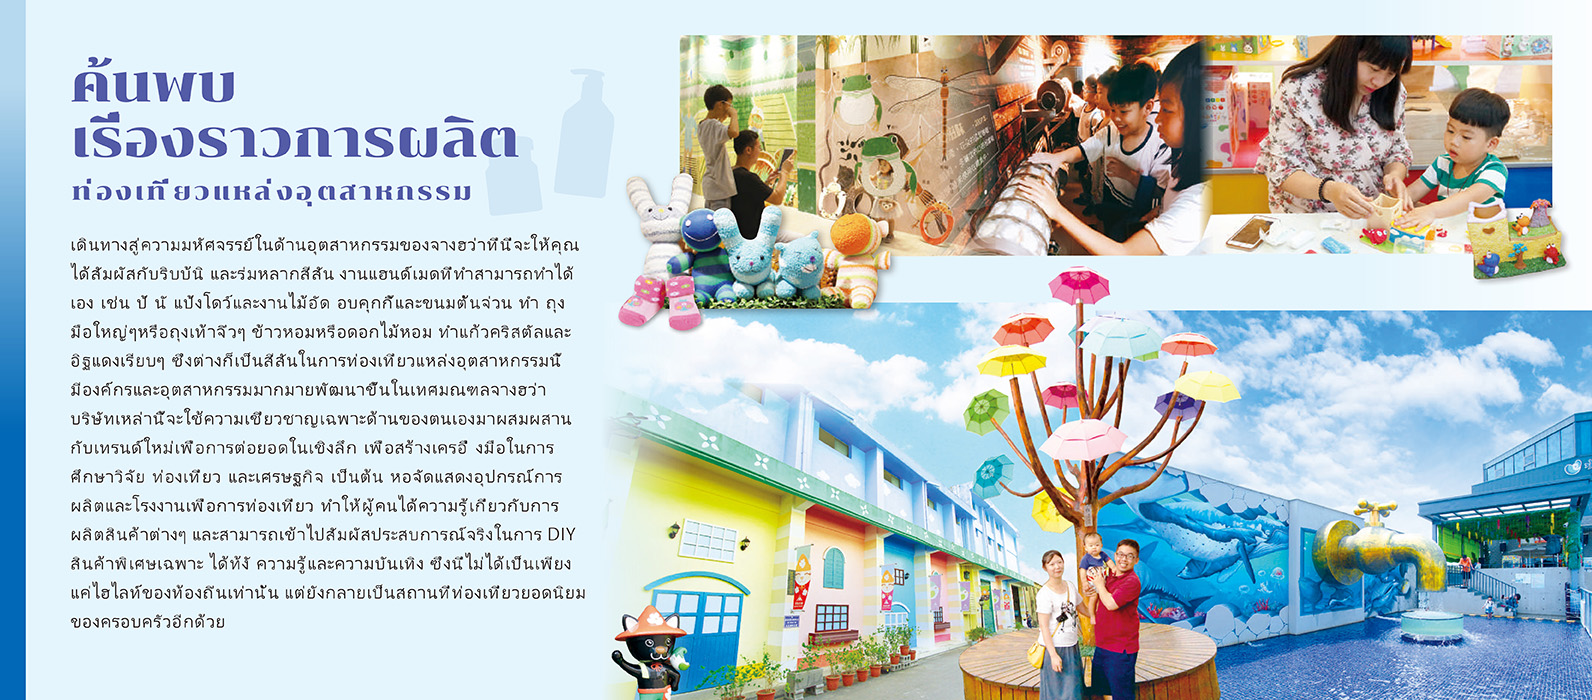 ค้นพบ
เรื่องราวการผลิต
ท่องเที่ยวแหล่งอุตสาหกรรม
เดินทางสู่ความมหัศจรรย์ในด้านอุตสาหกรรมของจางฮว่าที่นี่จะให้คุณ
ได้สัมผัสกับริบบิ้น และร่มหลากสีสัน งานแฮนด์เมดที่ทำสามารถทำได้
เอง เช่น ปั้ นั แป้งโดว์และงานไม้อัด อบคุกกี้และขนมตันจ่วน ทำ ถุง
มือใหญ่ๆหรือถุงเท้าจิ๋วๆ ข้าวหอมหรือดอกไม้หอม ทำแก้วคริสตัลและ
อิฐแดงเรียบๆ ซึ่งต่างก็เป็นสีสันในการท่องเที่ยวแหล่งอุตสาหกรรมนี้
มีองค์กรและอุตสาหกรรมมากมายพัฒนาขึ้นในเทศมณฑลจางฮว่า
บริษัทเหล่านี้จะใช้ความเชี่ยวชาญเฉพาะด้านของตนเองมาผสมผสาน
กับเทรนด์ใหม่เพื่อการต่อยอดในเชิงลึก เพื่อสร้างเครอื่ งมือในการ
ศึกษาวิจัย ท่องเที่ยว และเศรษฐกิจ เป็นต้น หอจัดแสดงอุปกรณ์การ
ผลิตและโรงงานเพื่อการท่องเที่ยว ทำให้ผู้คนได้ความรู้เกี่ยวกับการ
ผลิตสินค้าต่างๆ และสามารถเข้าไปสัมผัสประสบการณ์จริงในการ DIY
สินค้าพิเศษเฉพาะ ได้ทั้ง ความรู้และความบันเทิง ซึ่งนี่ไม่ได้เป็นเพียง
แค่ไฮไลท์ของท้องถิ่นเท่านั้น แต่ยังกลายเป็นสถานที่ท่องเที่ยวยอดนิยม
ของครอบครัวอีกด้วย